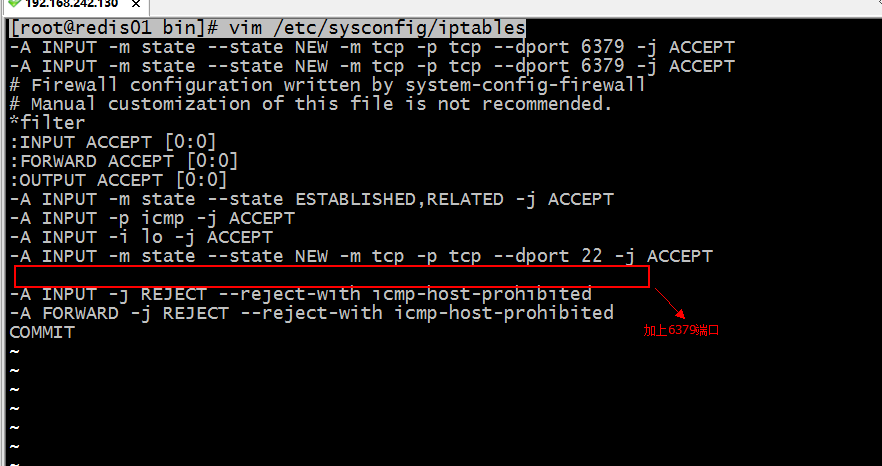 192.168.242.130
[root@redis01 bin]# vim /etc/sysconfig/iptables
-A INPUT -m state --state NEW -m tcp -p tcp --dport 6379 -j ACCEPT
-A INPUT -m state --state NEW -m tcp -p tcp --dport 6379 -j ACCEPT
# Firewall configuration written by system-config-firewall
# Manual customization of this file is not recommended.
*filter
:INPUT ACCEPT [0:0]
:FORWARD ACCEPT [0:0]
:OUTPUT ACCEPT [0:0]
-A INPUT -m state --state ESTABLISHED,RELATED -j ACCEPT
-A INPUT -p icmp -j ACCEPT
-A INPUT -i lo -j ACCEPT
-A INPUT -m state --state NEW -m tcp -p tcp --dport 22 -j ACCEPT
-A INPUT -j REJECT --reject-with icmp-host-prohibited
-A FORWARD -j REJECT --reject-with icmp-host-prohibited
加上6379端口
COMMIT
~
~
~
~
~
~